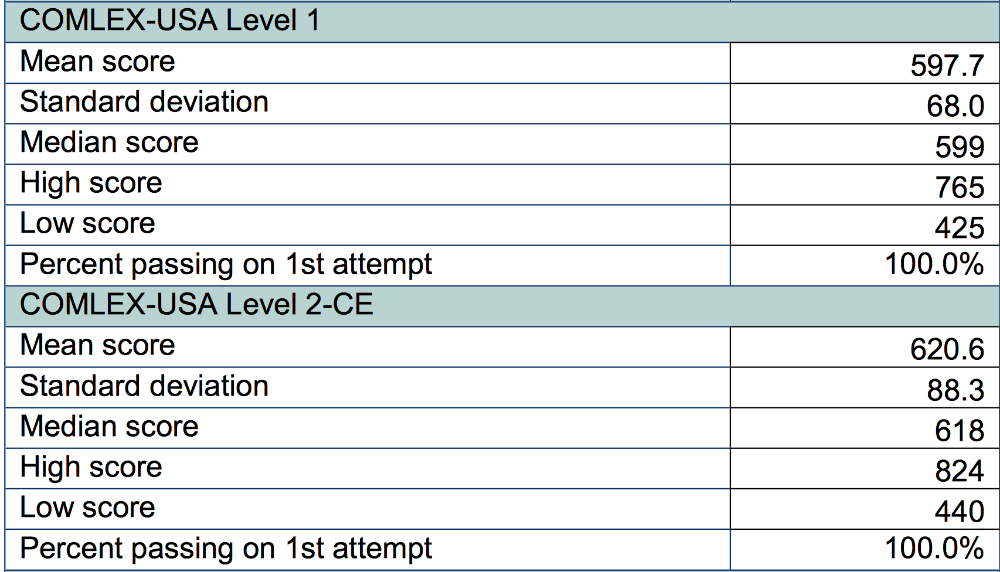 COMLEX-USA Level 1
Mean score 597.7
Standard deviation 68.0
Median score 599
High score 765
Low score 425
Percent passing on 1st attempt 100.0%
COMLEX-USA Level 2-CE
Mean score 620.6
Standard deviation 88.3
Median score 618
High score 824
Low score 440
Percent passing on 1st attempt 100.0%